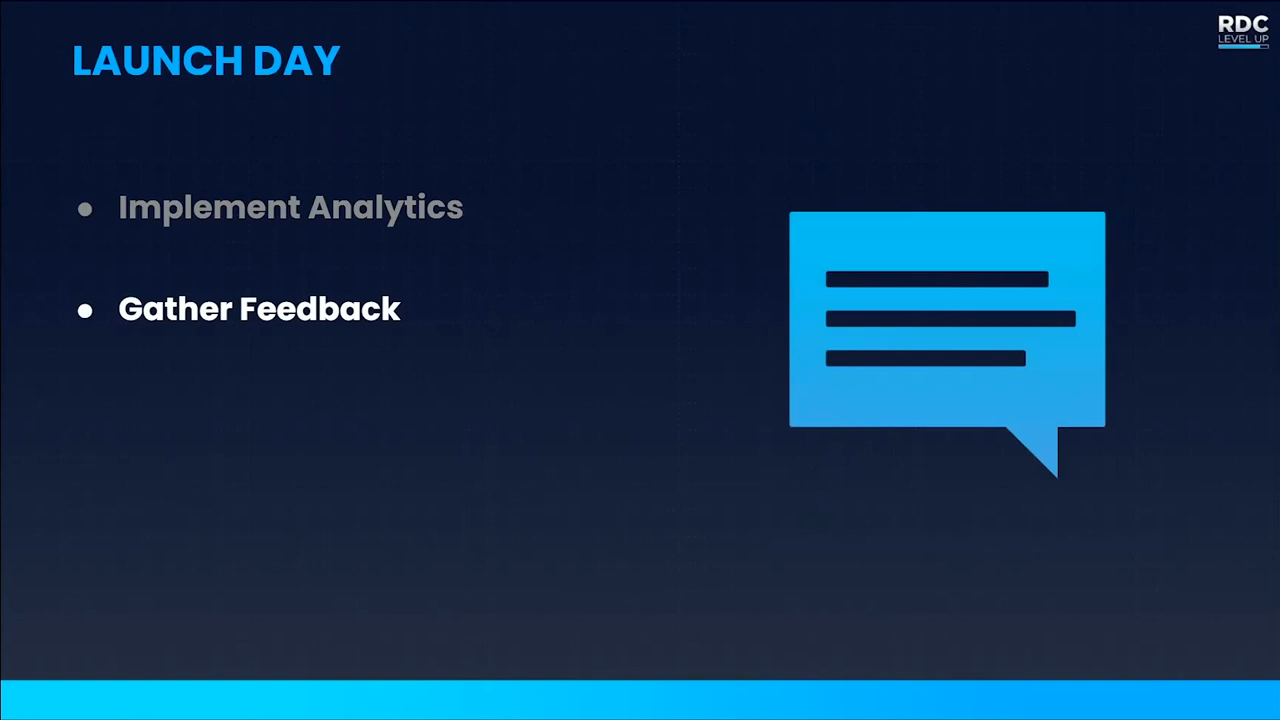 RDC
LEVEL UP
LAUNCH DAY
● Implement Analytics
● Gather Feedback